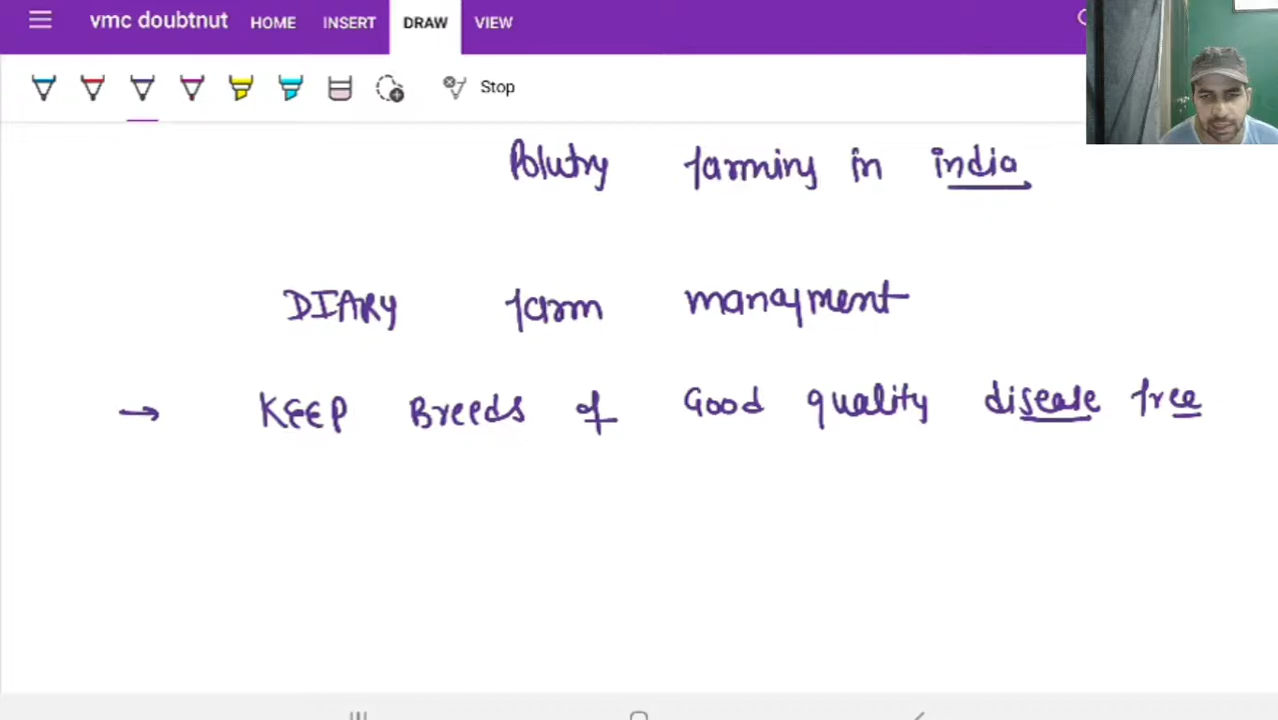 vmc doubtnut HOME INSERT DRAW VIEW
Stop
Polutry farming in india
DIARY farm managment
→ KEEP Breeds of Good quality disease free